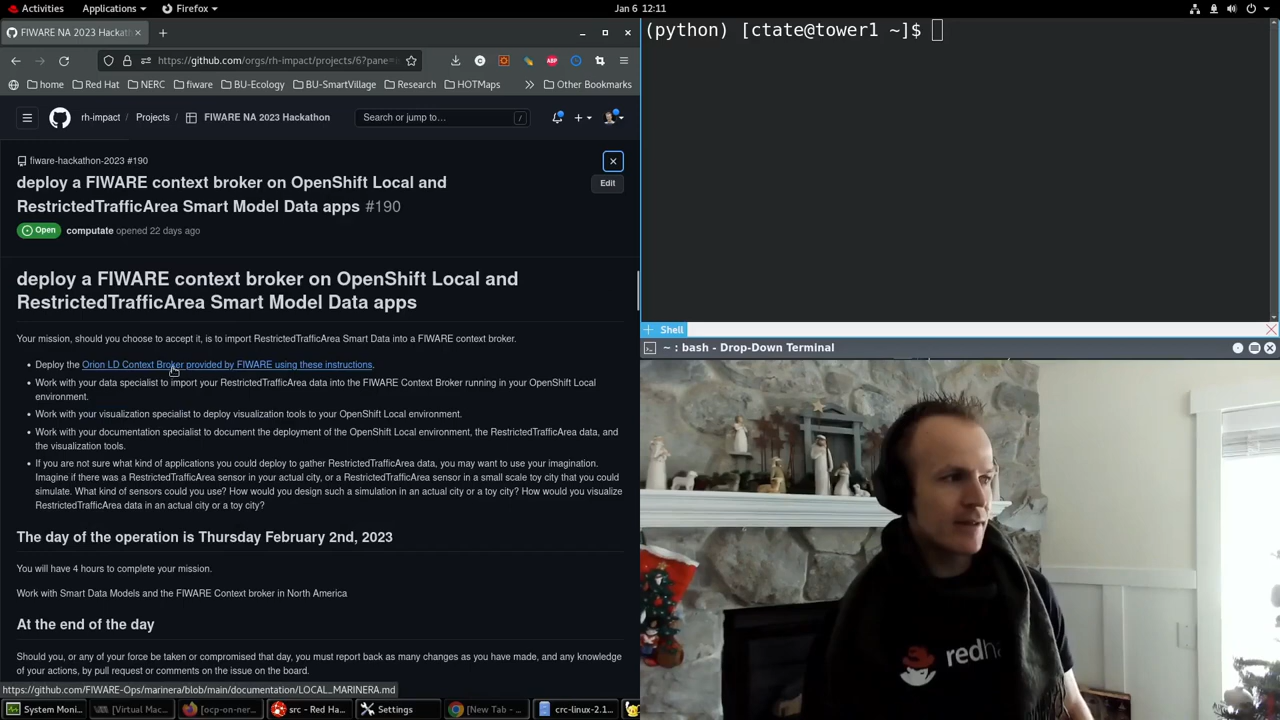 Activities Applications Firefox Jan 6 12:11
FIWARE NA 2023 Hackath
https://github.com/orgs/rh-impact/projects/6?pane=i
home Red Hat NERC fiware BU-Ecology BU-SmartVillage Research HOTMaps Other Bookmarks
rh-impact / Projects / FIWARE NA 2023 Hackathon Search or jump to... /
fiware-hackathon-2023 #190
Edit
deploy a FIWARE context broker on OpenShift Local and
RestrictedTrafficArea Smart Model Data apps #190
Open computate opened 22 days ago
deploy a FIWARE context broker on OpenShift Local and
RestrictedTrafficArea Smart Model Data apps
Your mission, should you choose to accept it, is to import RestrictedTrafficArea Smart Data into a FIWARE context broker.
Deploy the Orion LD Context Broker provided by FIWARE using these instructions.
Work with your data specialist to import your RestrictedTrafficArea data into the FIWARE Context Broker running in your OpenShift Local
environment.
Work with your visualization specialist to deploy visualization tools to your OpenShift Local environment.
Work with your documentation specialist to document the deployment of the OpenShift Local environment, the RestrictedTrafficArea data, and
the visualization tools.
If you are not sure what kind of applications you could deploy to gather RestrictedTrafficArea data, you may want to use your imagination.
Imagine if there was a RestrictedTrafficArea sensor in your actual city, or a RestrictedTrafficArea sensor in a small scale toy city that you could
simulate. What kind of sensors could you use? How would you design such a simulation in an actual city or a toy city? How would you visualize
RestrictedTrafficArea data in an actual city or a toy city?
The day of the operation is Thursday February 2nd, 2023
You will have 4 hours to complete your mission.
Work with Smart Data Models and the FIWARE Context broker in North America
At the end of the day
Should you, or any of your force be taken or compromised that day, you must report back as many changes as you have made, and any knowledge
of your actions, by pull request or comments on the issue on the board.
https://github.com/FIWARE-Ops/marinera/blob/main/documentation/LOCAL_MARINERA.md
System Moni... [Virtual Mac... [ocp-on-ner... src - Red Ha... Settings [New Tab - ... crc-linux-2.1...
(python) [ctate@tower1 ~]$
Shell
~ : bash - Drop-Down Terminal
redh